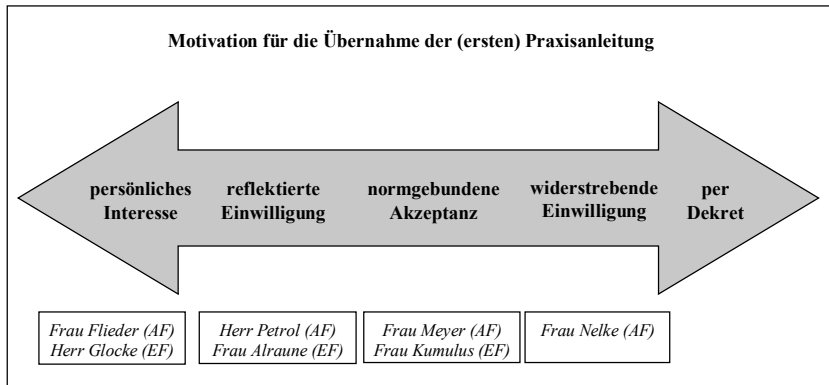 Motivation für die Übernahme der (ersten) Praxisanleitung
persönliches
Interesse
reflektierte
Einwilligung
normgebundene
Akzeptanz
widerstrebende
Einwilligung
per
Dekret
Frau Flieder (AF)
Herr Glocke (EF)
Herr Petrol (AF)
Frau Alraune (EF)
Frau Meyer (AF)
Frau Kumulus (EF)
Frau Nelke (AF)